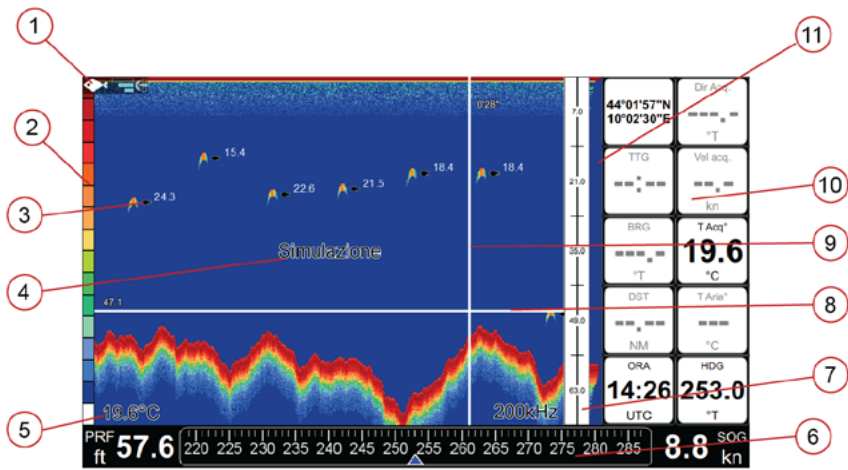 1
2
3
4
5
6
7
8
9
10
11
0'28"
7.0
21.0
35.0
49.0
63.0
15.4
24.3
22.6
21.5
18.4
18.4
Simulazione
47.1
19.6°C
200kHz
44°01'57"N
10°02'30"E
Dir Acq.
---.-
°T
TTG
--:--
Vel acq.
--.-
kn
BRG
---.-
°T
T Acq°
19.6
°C
DST
--.--
NM
T Aria°
---
°C
ORA
14:26
UTC
HDG
253.0
°T
PRF
ft
57.6
220 225 230 235 240 245 250 255 260 265 270 275 280 285
8.8
SOG
kn